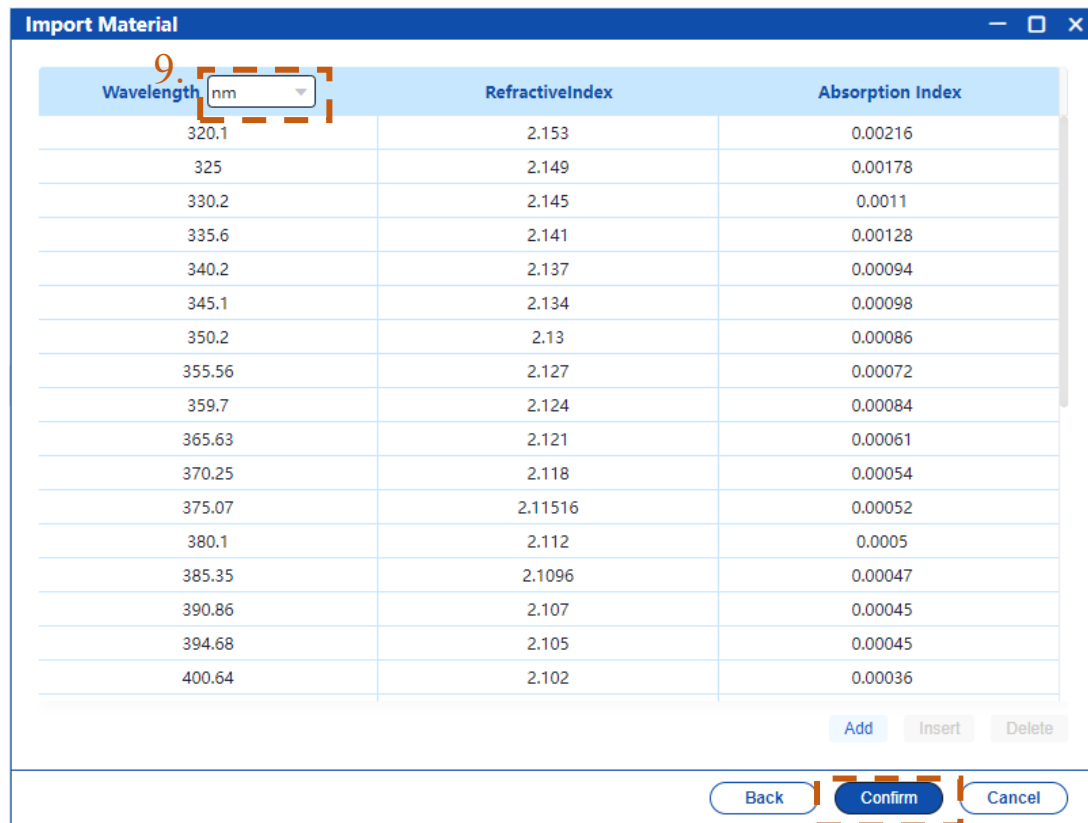 Import Material
9.
Wavelength nm RefractiveIndex Absorption Index
320.1 2.153 0.00216
325 2.149 0.00178
330.2 2.145 0.0011
335.6 2.141 0.00128
340.2 2.137 0.00094
345.1 2.134 0.00098
350.2 2.13 0.00086
355.56 2.127 0.00072
359.7 2.124 0.00084
365.63 2.121 0.00061
370.25 2.118 0.00054
375.07 2.11516 0.00052
380.1 2.112 0.0005
385.35 2.1096 0.00047
390.86 2.107 0.00045
394.68 2.105 0.00045
400.64 2.102 0.00036
Add Insert Delete
Back Confirm Cancel